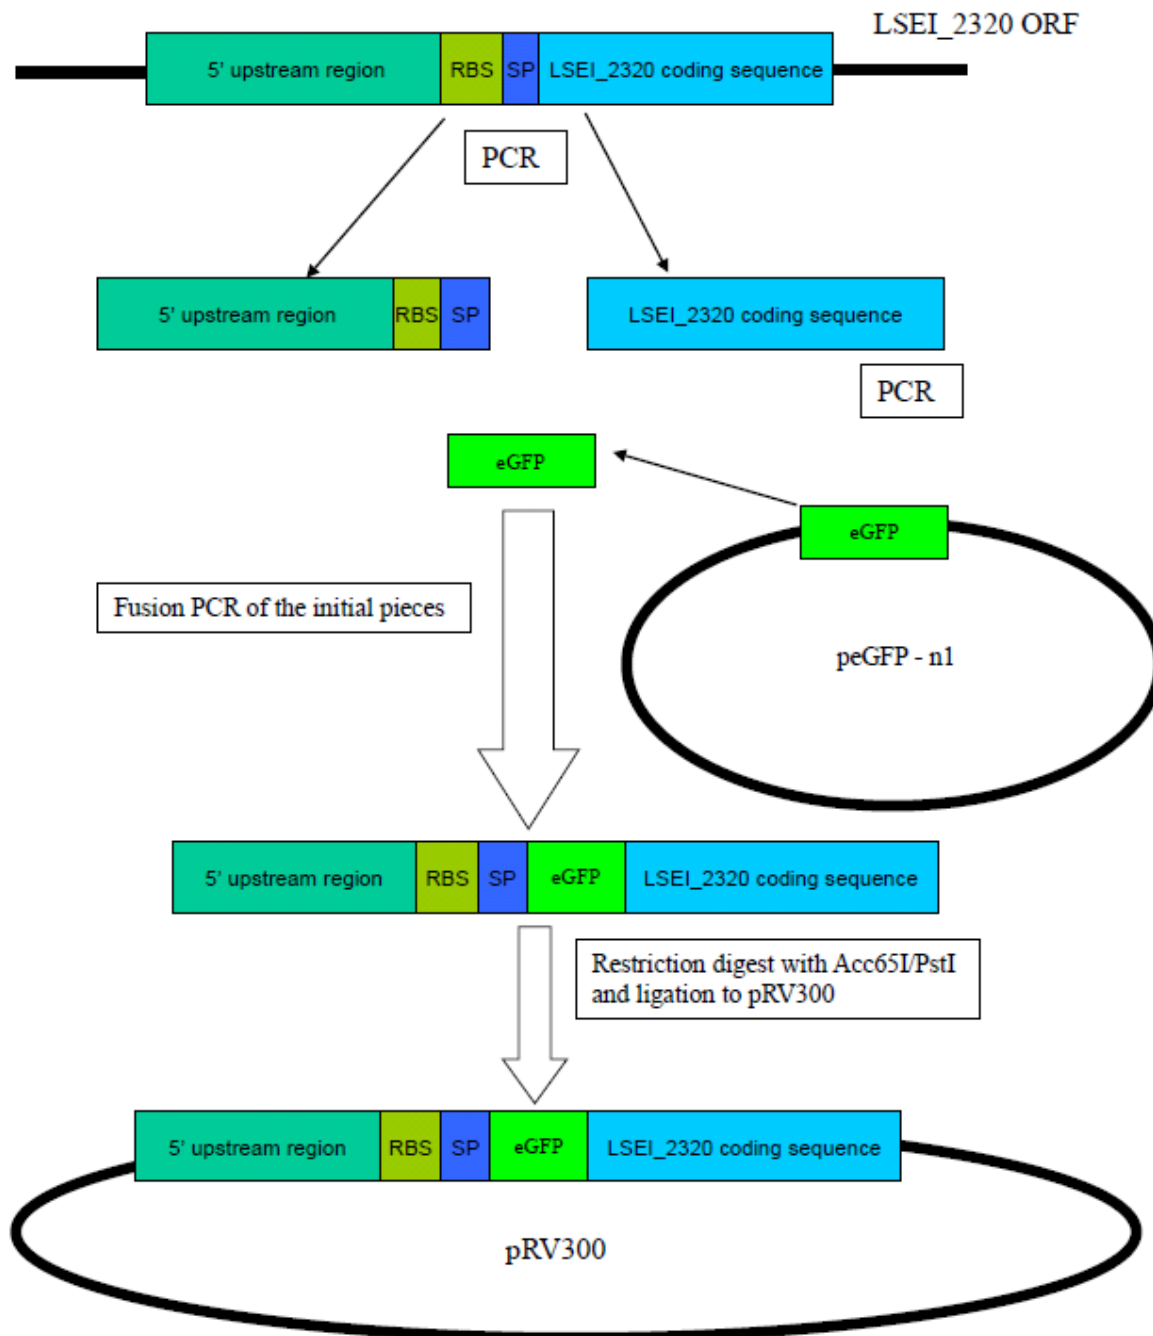 LSEI_2320 ORF
5' upstream region
RBS
SP
LSEI_2320 coding sequence
PCR
5' upstream region
RBS
SP
LSEI_2320 coding sequence
PCR
eGFP
eGFP
Fusion PCR of the initial pieces
peGFP - n1
5' upstream region
RBS
SP
eGFP
LSEI_2320 coding sequence
Restriction digest with Acc65I/PstI
and ligation to pRV300
5' upstream region
RBS
SP
eGFP
LSEI_2320 coding sequence
pRV300